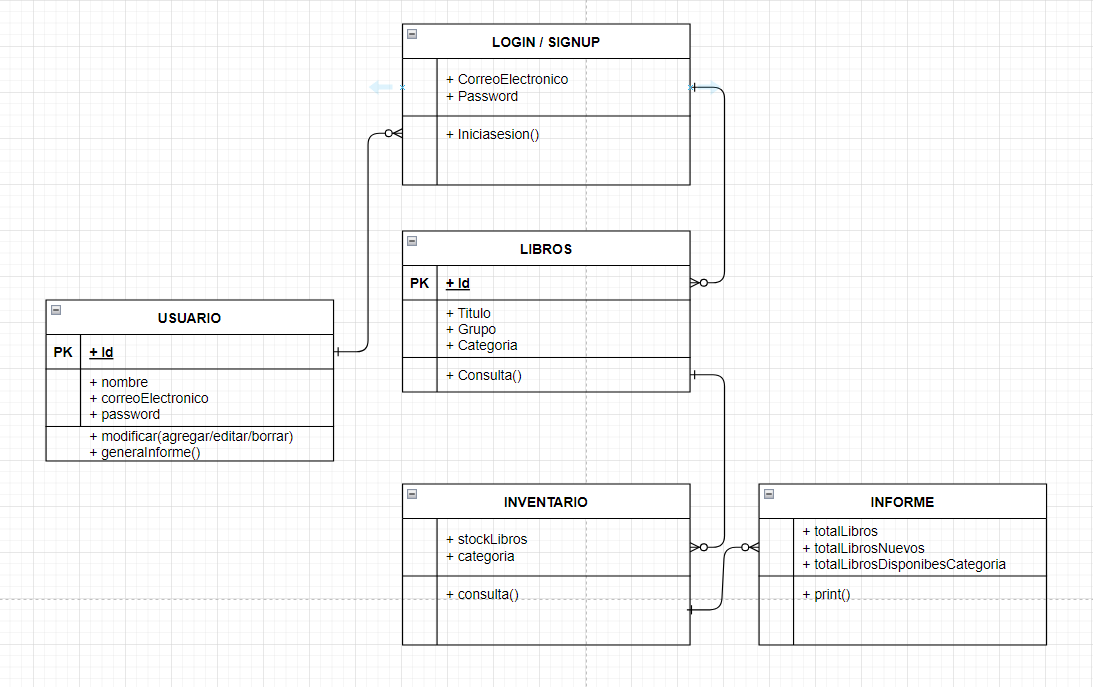 LOGIN / SIGNUP
+ CorreoElectronico
+ Password
+ Iniciasesion()
LIBROS
PK + Id
+ Titulo
+ Grupo
+ Categoria
+ Consulta()
USUARIO
PK + Id
+ nombre
+ correoElectronico
+ password
+ modificar(agregar/editar/borrar)
+ generaInforme()
INVENTARIO
+ stockLibros
+ categoria
+ consulta()
INFORME
+ totalLibros
+ totalLibrosNuevos
+ totalLibrosDisponibesCategoria
+ print()